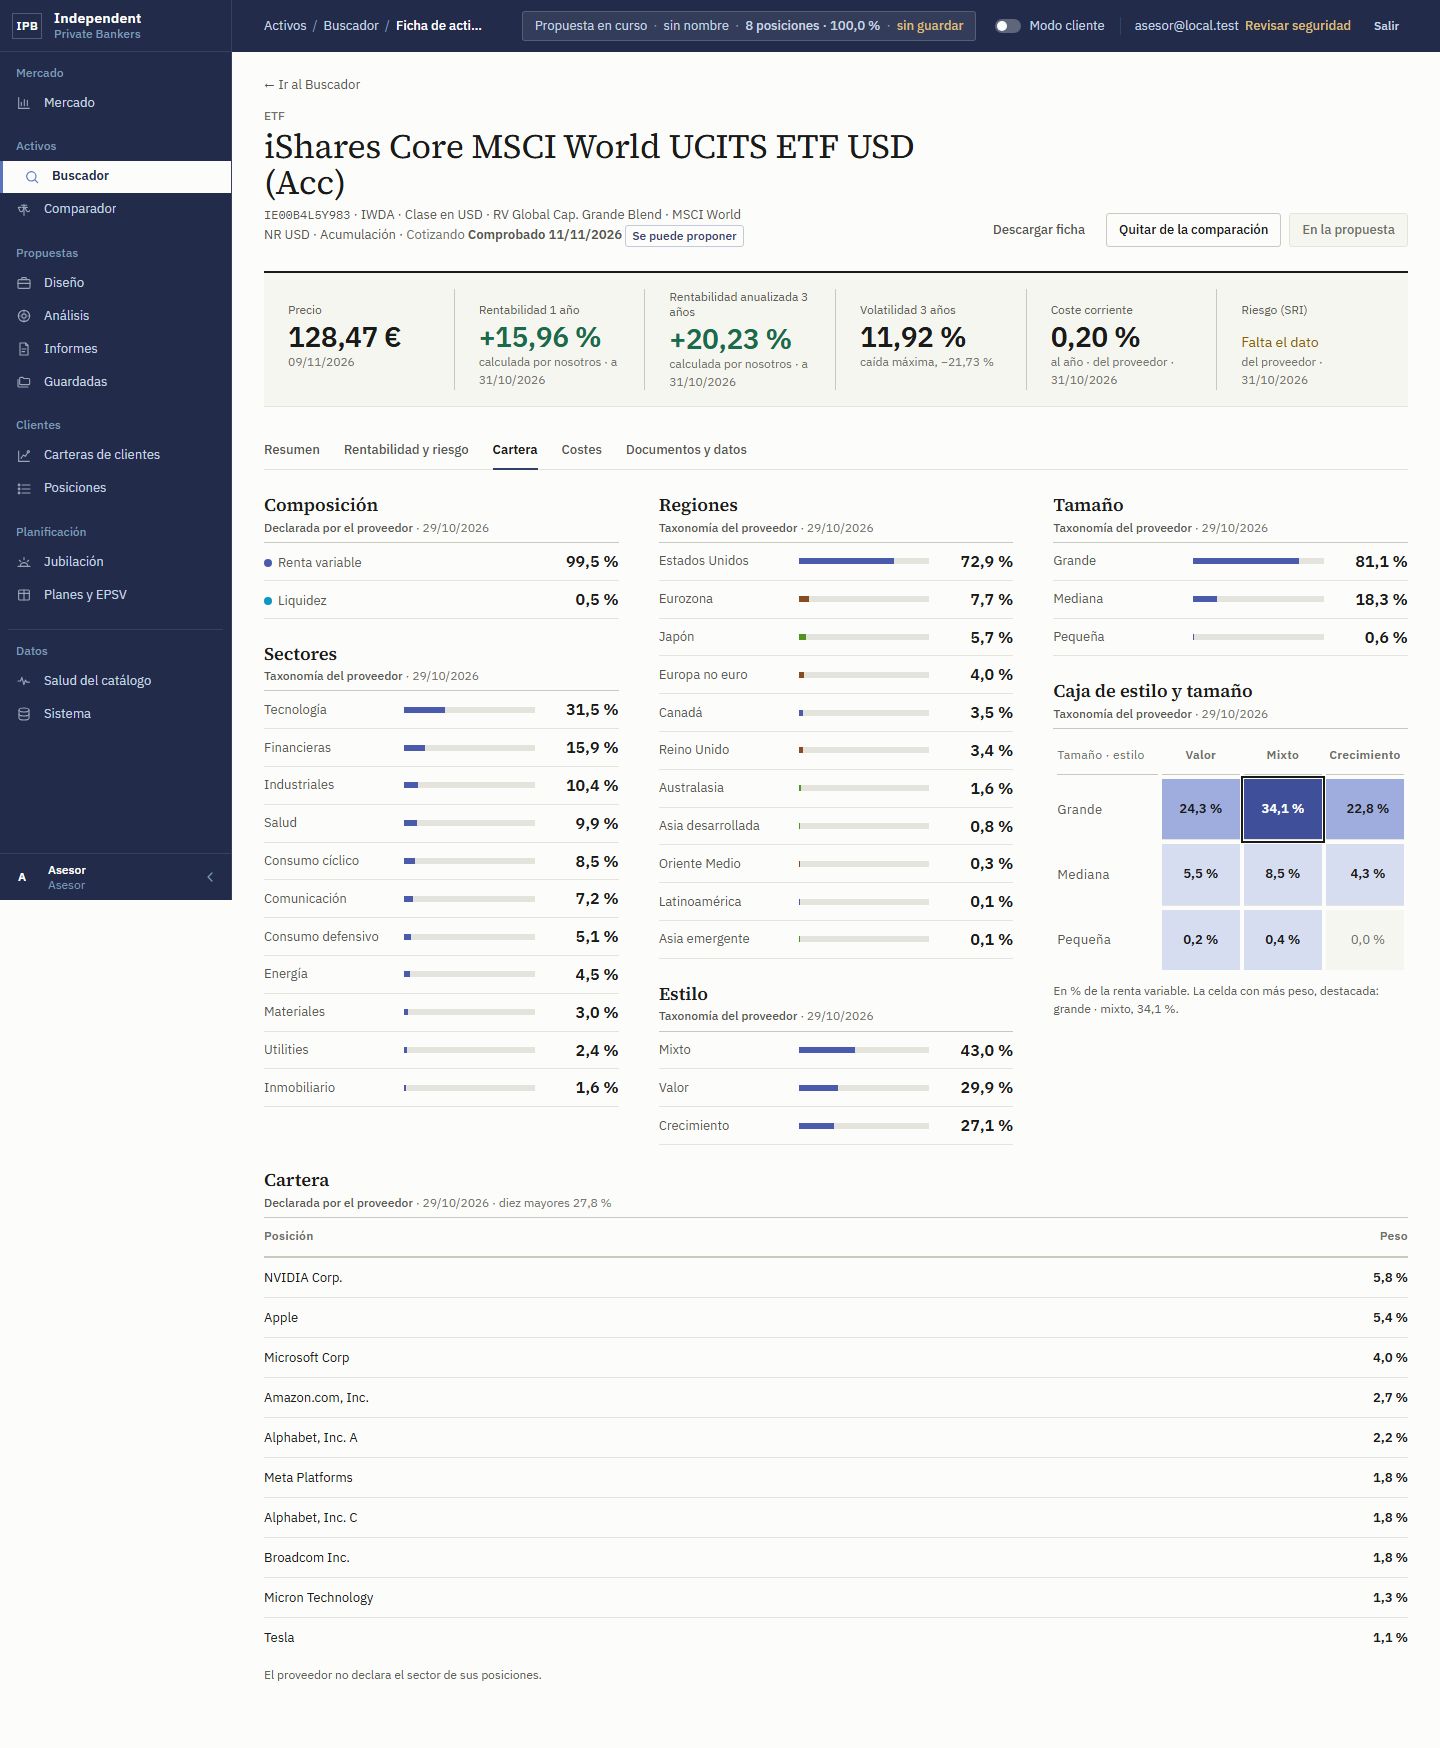 IPB
Independent
Private Bankers
Mercado
Mercado
Activos
Buscador
Comparador
Propuestas
Diseño
Análisis
Informes
Guardadas
Clientes
Carteras de clientes
Posiciones
Planificación
Jubilación
Planes y EPSV
Datos
Salud del catálogo
Sistema
A
Asesor
Asesor
Activos / Buscador / Ficha de acti…
Propuesta en curso · sin nombre · 8 posiciones · 100,0 % · sin guardar
Modo cliente
asesor@local.test Revisar seguridad
Salir
← Ir al Buscador
ETF
iShares Core MSCI World UCITS ETF USD
(Acc)
IE00B4L5Y983 · IWDA · Clase en USD · RV Global Cap. Grande Blend · MSCI World
NR USD · Acumulación · Cotizando Comprobado 11/11/2026 Se puede proponer
Descargar ficha
Quitar de la comparación
En la propuesta
Precio
128,47 €
09/11/2026
Rentabilidad 1 año
+15,96 %
calculada por nosotros · a
31/10/2026
Rentabilidad anualizada 3
años
+20,23 %
calculada por nosotros · a
31/10/2026
Volatilidad 3 años
11,92 %
caída máxima, −21,73 %
Coste corriente
0,20 %
al año · del proveedor ·
31/10/2026
Riesgo (SRI)
Falta el dato
del proveedor ·
31/10/2026
Resumen
Rentabilidad y riesgo
Cartera
Costes
Documentos y datos
Composición
Declarada por el proveedor · 29/10/2026
Renta variable 99,5 %
Liquidez 0,5 %
Sectores
Taxonomía del proveedor · 29/10/2026
Tecnología 31,5 %
Financieras 15,9 %
Industriales 10,4 %
Salud 9,9 %
Consumo cíclico 8,5 %
Comunicación 7,2 %
Consumo defensivo 5,1 %
Energía 4,5 %
Materiales 3,0 %
Utilities 2,4 %
Inmobiliario 1,6 %
Regiones
Taxonomía del proveedor · 29/10/2026
Estados Unidos 72,9 %
Eurozona 7,7 %
Japón 5,7 %
Europa no euro 4,0 %
Canadá 3,5 %
Reino Unido 3,4 %
Australasia 1,6 %
Asia desarrollada 0,8 %
Oriente Medio 0,3 %
Latinoamérica 0,1 %
Asia emergente 0,1 %
Estilo
Taxonomía del proveedor · 29/10/2026
Mixto 43,0 %
Valor 29,9 %
Crecimiento 27,1 %
Tamaño
Taxonomía del proveedor · 29/10/2026
Grande 81,1 %
Mediana 18,3 %
Pequeña 0,6 %
Caja de estilo y tamaño
Taxonomía del proveedor · 29/10/2026
Tamaño · estilo Valor Mixto Crecimiento
Grande 24,3 % 34,1 % 22,8 %
Mediana 5,5 % 8,5 % 4,3 %
Pequeña 0,2 % 0,4 % 0,0 %
En % de la renta variable. La celda con más peso, destacada:
grande · mixto, 34,1 %.
Cartera
Declarada por el proveedor · 29/10/2026 · diez mayores 27,8 %
Posición Peso
NVIDIA Corp. 5,8 %
Apple 5,4 %
Microsoft Corp 4,0 %
Amazon.com, Inc. 2,7 %
Alphabet, Inc. A 2,2 %
Meta Platforms 1,8 %
Alphabet, Inc. C 1,8 %
Broadcom Inc. 1,8 %
Micron Technology 1,3 %
Tesla 1,1 %
El proveedor no declara el sector de sus posiciones.